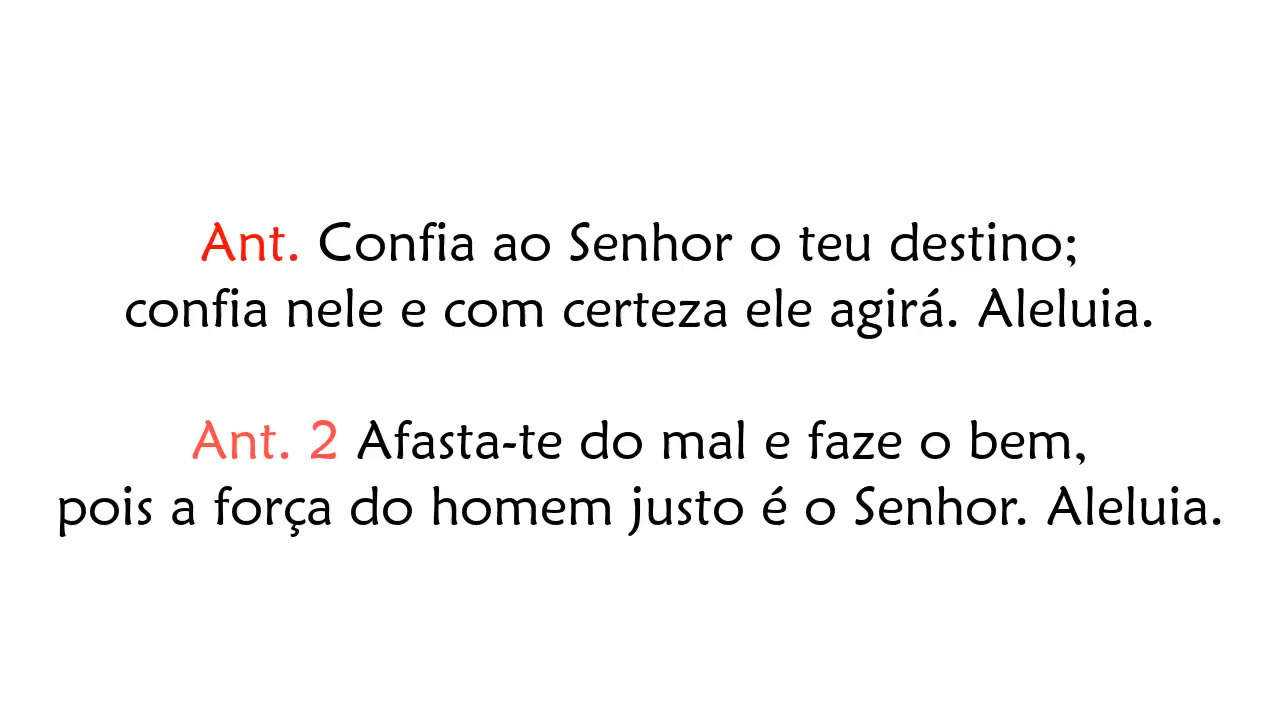 Ant. Confia ao Senhor o teu destino;
confia nele e com certeza ele agirá. Aleluia.
Ant. 2 Afasta-te do mal e faze o bem,
pois a força do homem justo é o Senhor. Aleluia.